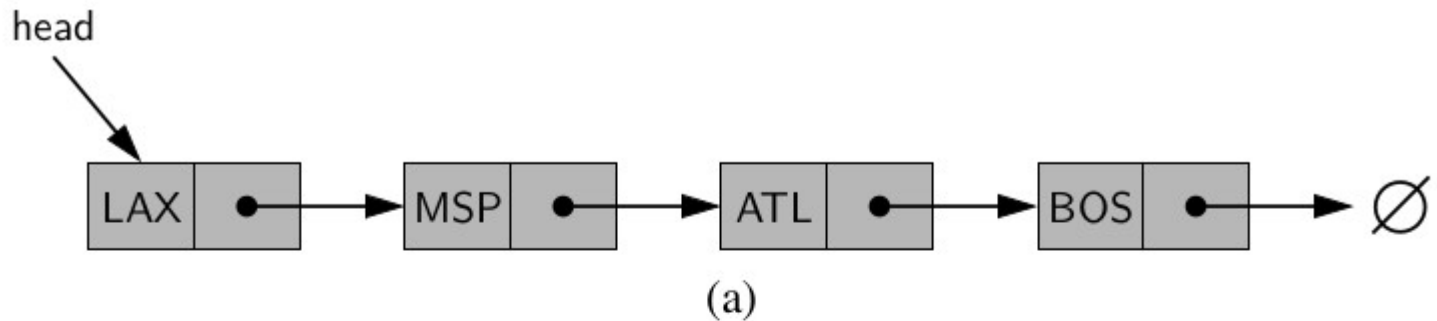 head
LAX MSP ATL BOS ∅
(a)